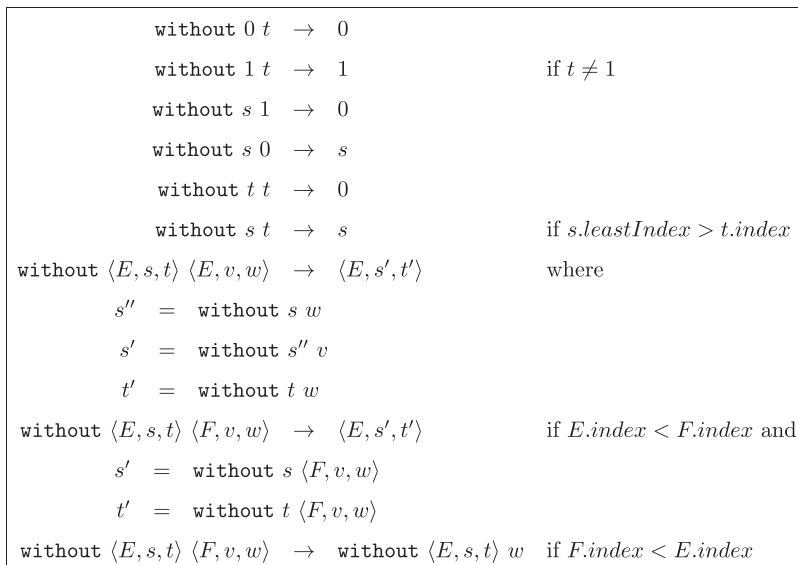 without 0 t → 0
without 1 t → 1 if t ≠ 1
without s 1 → 0
without s 0 → s
without t t → 0
without s t → s if s.leastIndex > t.index
without ⟨E, s, t⟩ ⟨E, v, w⟩ → ⟨E, s′, t′⟩ where
s″ = without s w
s′ = without s″ v
t′ = without t w
without ⟨E, s, t⟩ ⟨F, v, w⟩ → ⟨E, s′, t′⟩ if E.index < F.index and
s′ = without s ⟨F, v, w⟩
t′ = without t ⟨F, v, w⟩
without ⟨E, s, t⟩ ⟨F, v, w⟩ → without ⟨E, s, t⟩ w if F.index < E.index